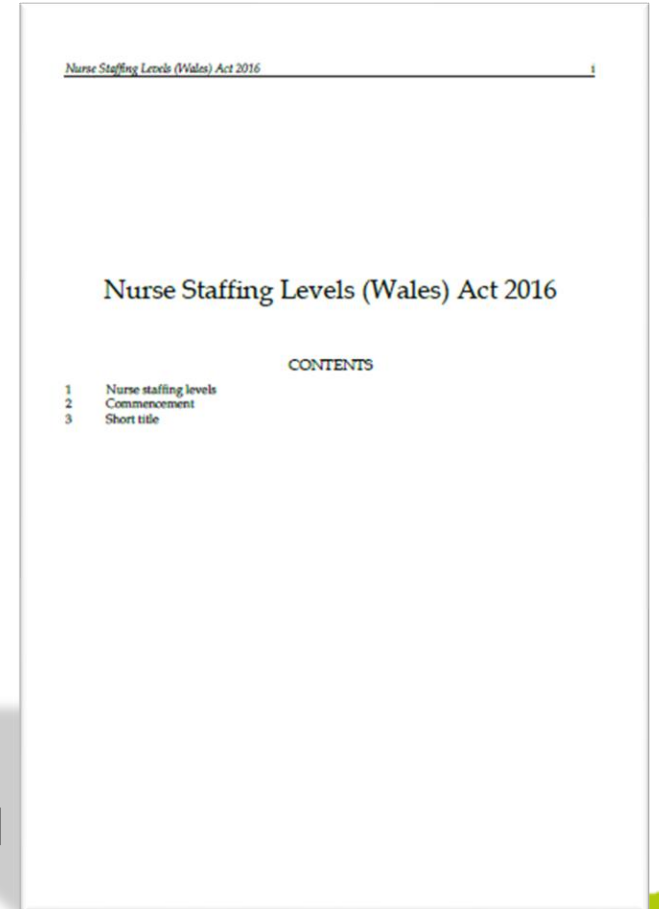 Nurse Staffing Levels (Wales) Act 2016 i
Nurse Staffing Levels (Wales) Act 2016
CONTENTS
1 Nurse staffing levels
2 Commencement
3 Short title